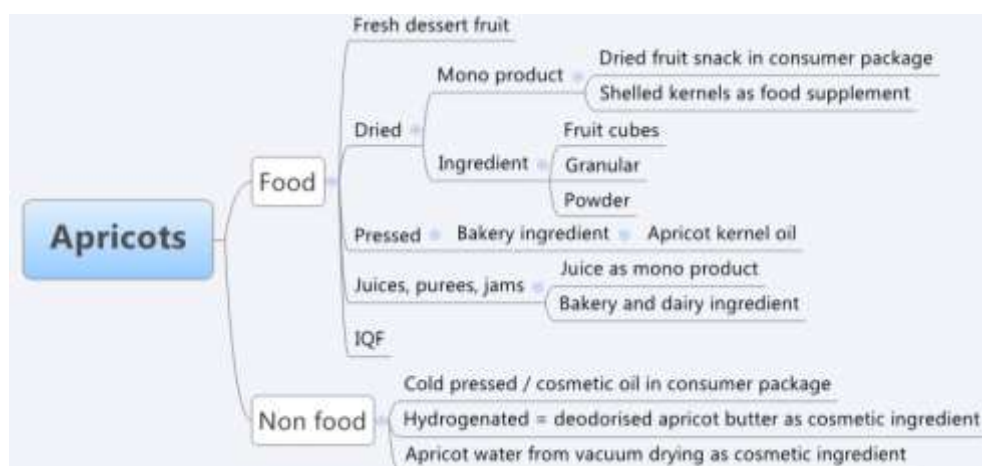 Apricots
Food
Fresh dessert fruit
Dried
Mono product
Dried fruit snack in consumer package
Shelled kernels as food supplement
Ingredient
Fruit cubes
Granular
Powder
Pressed
Bakery ingredient
Apricot kernel oil
Juices, purees, jams
Juice as mono product
Bakery and dairy ingredient
IQF
Non food
Cold pressed / cosmetic oil in consumer package
Hydrogenated = deodorised apricot butter as cosmetic ingredient
Apricot water from vacuum drying as cosmetic ingredient